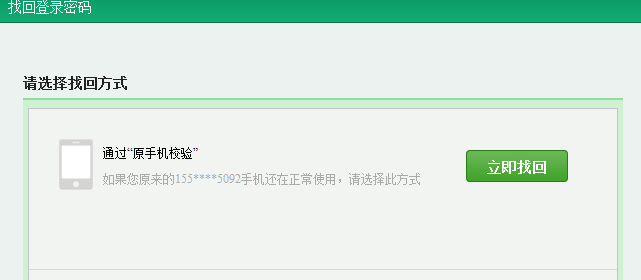 找回登录密码
请选择找回方式
通过“原手机校验”
立即找回
如果您原来的155****5092手机还在正常使用，请选择此方式